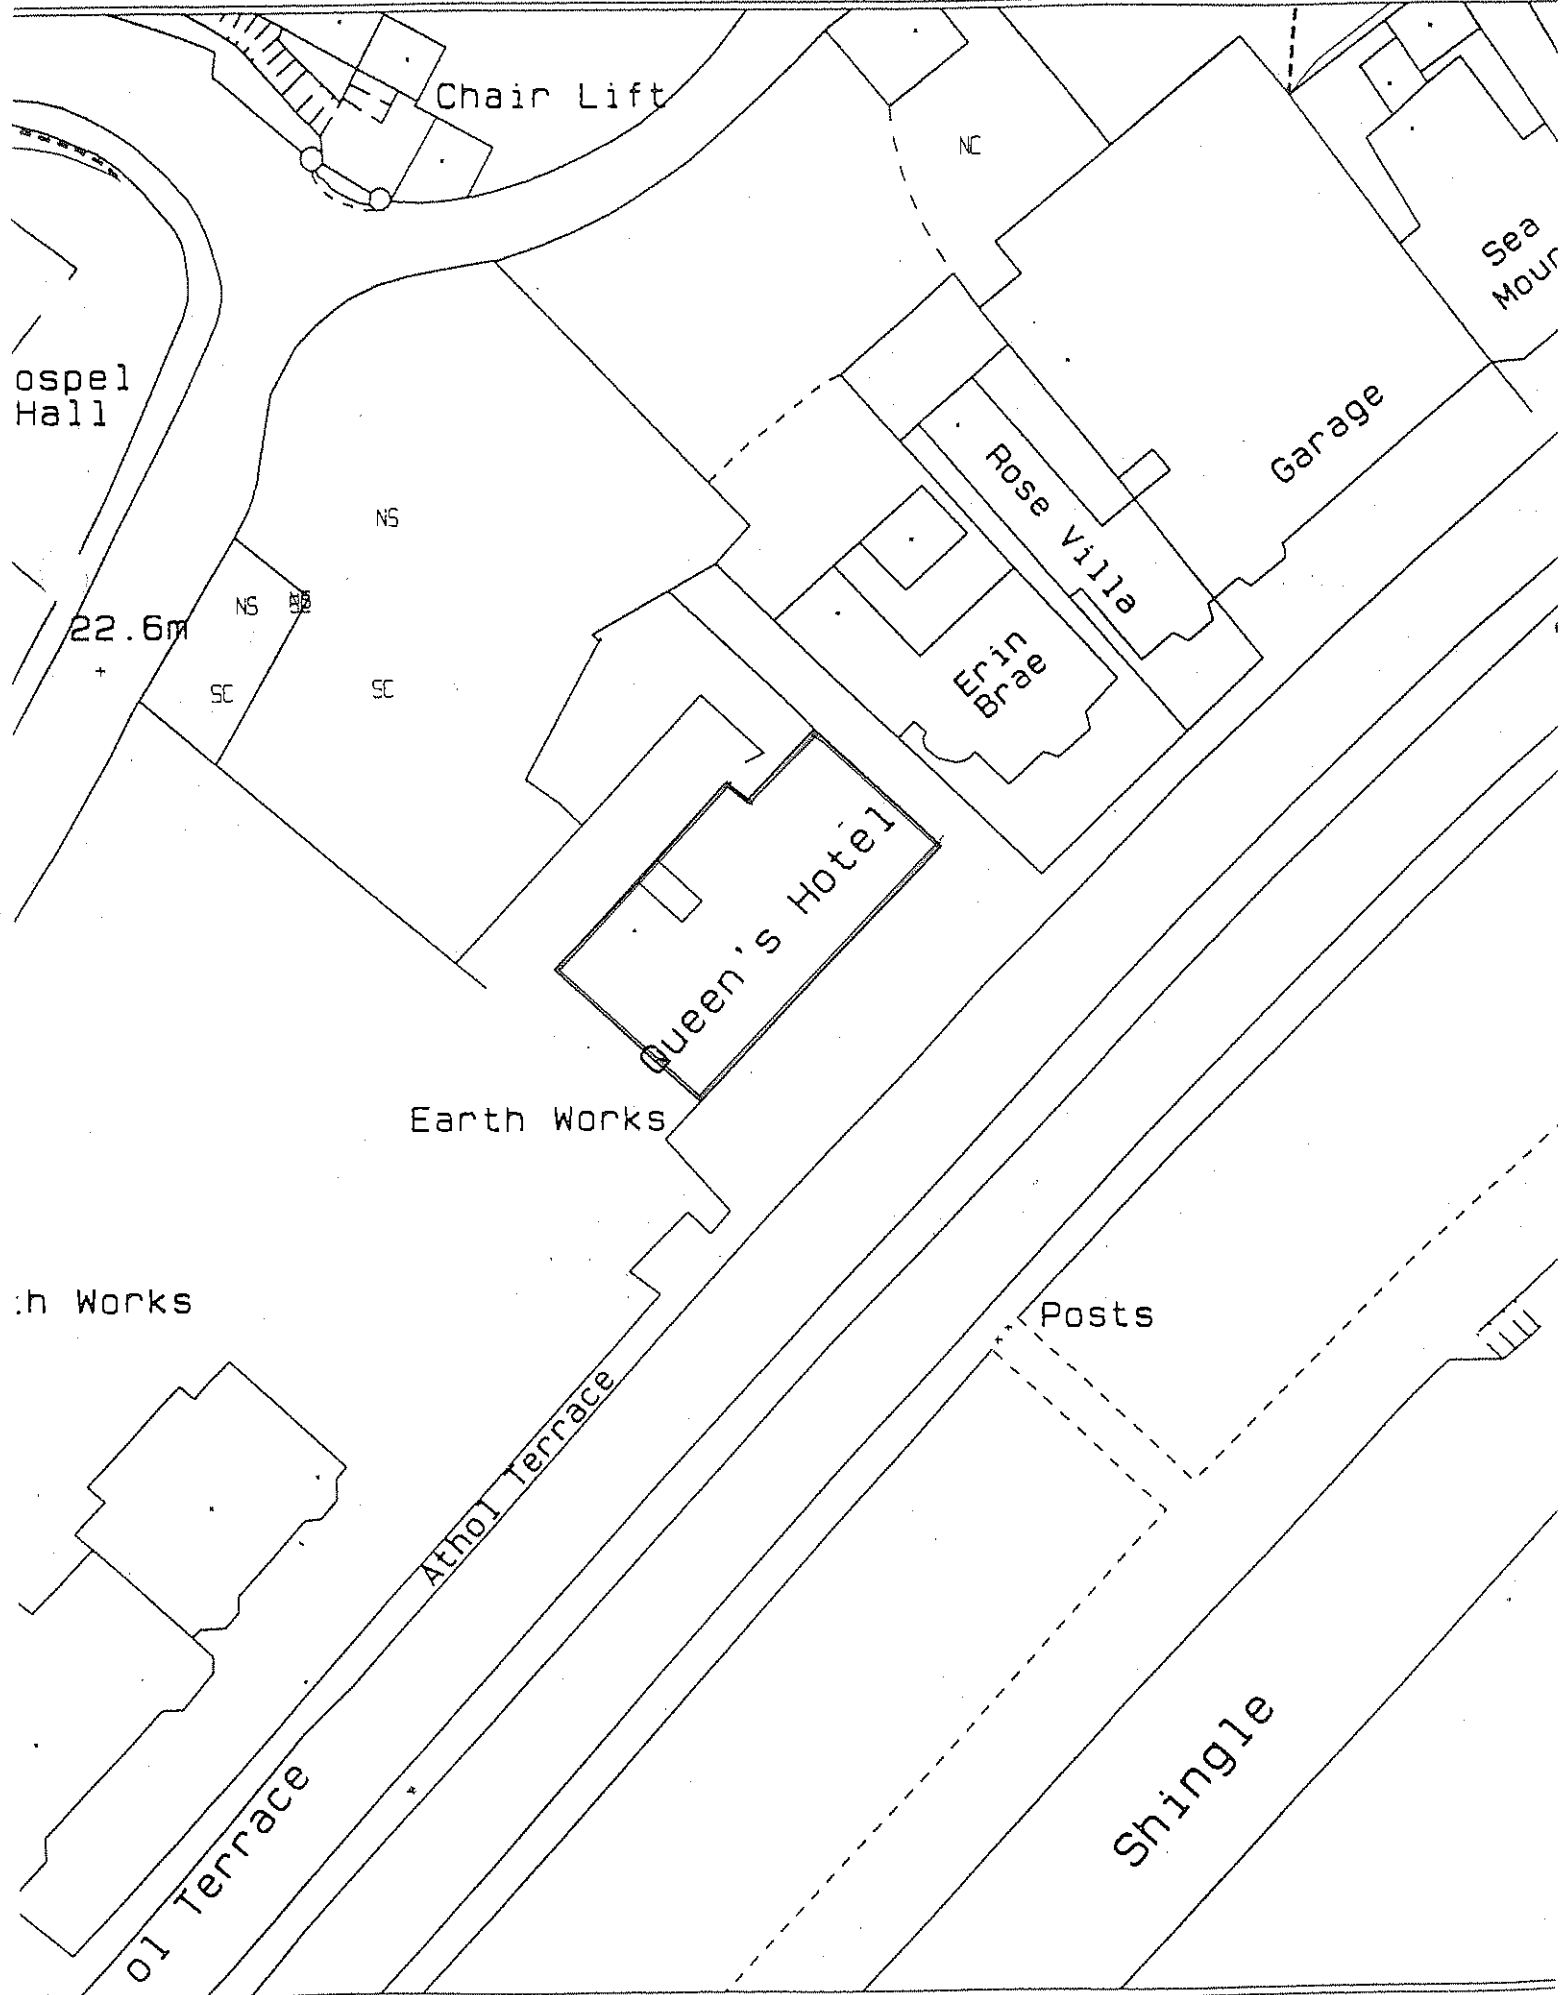 Chair Lift
NC
Sea
Mour
ospel
Hall
Garage
Rose Villa
NS
NS
22.6m
Erin
Brae
SC
SC
Queen's Hotel
Earth Works
h Works
Posts
Athol Terrace
Shingle
ol Terrace